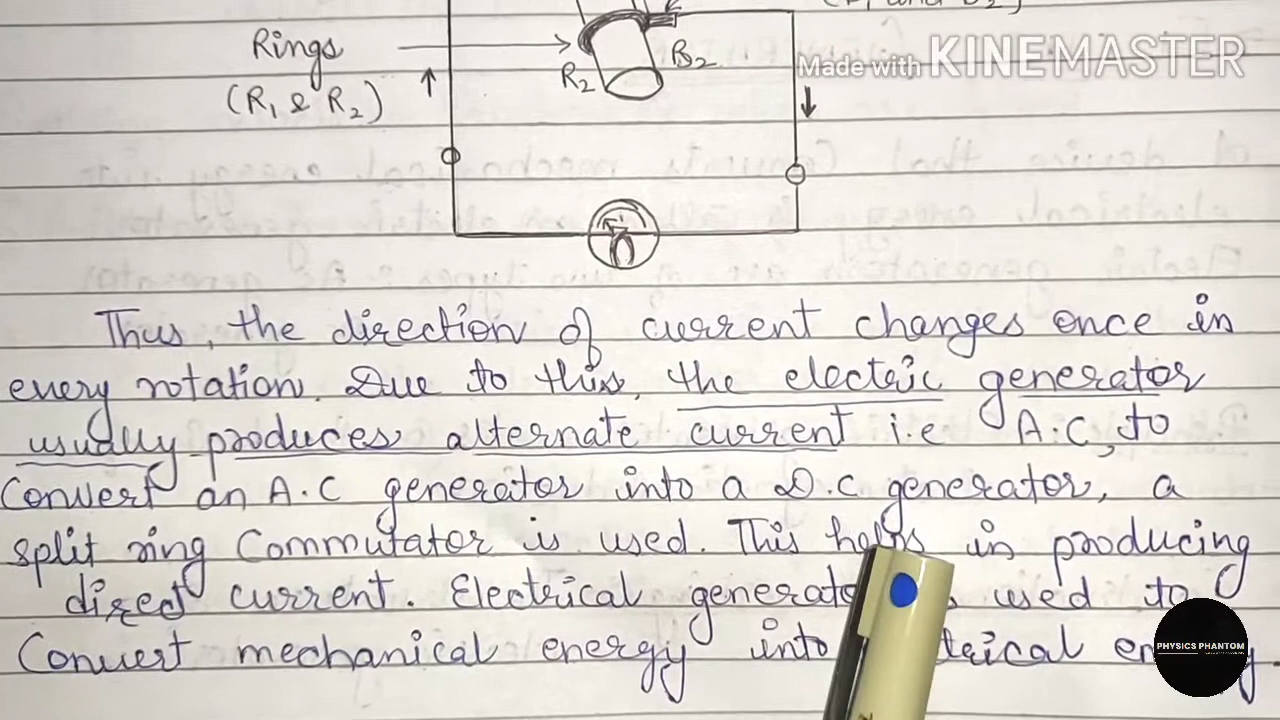 Rings
(R1 & R2)
R2
B2
Made with KINEMASTER
Thus, the direction of current changes once in
every rotation. Due to this, the electric generator
usually produces alternate current i.e A.C, to
Convert an A.C generator into a D.C generator, a
split ring Commutator is used. This helps in producing
direct current. Electrical used to
Convert mechanical energy into
PHYSICS PHANTOM